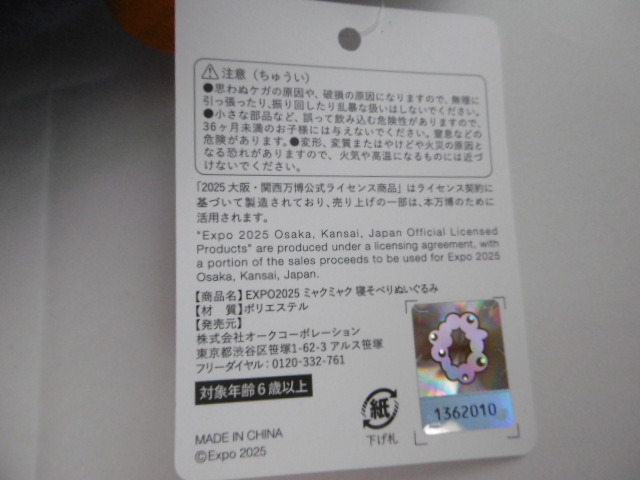 注意（ちゅうい）
●思わぬケガの原因や、破損の原因になりますので、無理に
引っ張ったり、振り回したり乱暴な扱いはしないでください。
●小さな部品など、誤って飲み込む危険性がありますので、
36ヶ月未満のお子様には与えないでください。窒息などの
危険があります。●変形、変質またはやけどや火災の原因と
なる恐れがありますので、火気や高温になるものには近づ
けないでください。
「2025 大阪・関西万博公式ライセンス商品」はライセンス契約に
基づいて製造されており、売り上げの一部は、本万博のために
活用されます。
"Expo 2025 Osaka, Kansai, Japan Official Licensed
Products" are produced under a licensing agreement, with
a portion of the sales proceeds to be used for Expo 2025
Osaka, Kansai, Japan.
【商品名】EXPO2025 ミャクミャク 寝そべりぬいぐるみ
【材　質】ポリエステル
【発売元】
株式会社オークコーポレーション
東京都渋谷区笹塚1-62-3 アルス笹塚
フリーダイヤル：0120-332-761
対象年齢６歳以上
紙
下げ札
1362010
MADE IN CHINA
©Expo 2025